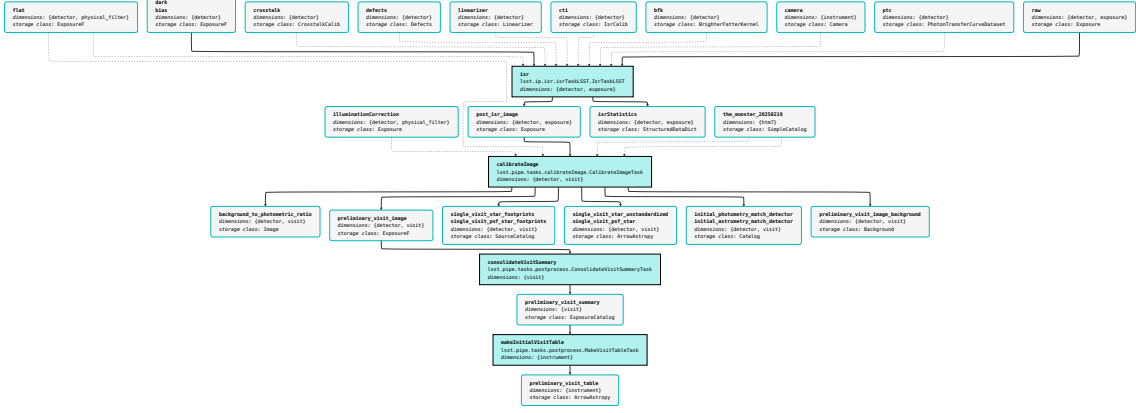 flat
dimensions: {detector, physical_filter}
storage class: ExposureF
dark
bias
dimensions: {detector}
storage class: ExposureF
crosstalk
dimensions: {detector}
storage class: CrosstalkCalib
defects
dimensions: {detector}
storage class: Defects
linearizer
dimensions: {detector}
storage class: Linearizer
cti
dimensions: {detector}
storage class: IsrCalib
bfk
dimensions: {detector}
storage class: BrighterFatterKernel
camera
dimensions: {instrument}
storage class: Camera
ptc
dimensions: {detector}
storage class: PhotonTransferCurveDataset
raw
dimensions: {detector, exposure}
storage class: Exposure
isr
lsst.ip.isr.isrTaskLSST.IsrTaskLSST
dimensions: {detector, exposure}
illuminationCorrection
dimensions: {detector, physical_filter}
storage class: Exposure
post_isr_image
dimensions: {detector, exposure}
storage class: Exposure
isrStatistics
dimensions: {detector, exposure}
storage class: StructuredDataDict
the_monster_20250219
dimensions: {htm7}
storage class: SimpleCatalog
calibrateImage
lsst.pipe.tasks.calibrateImage.CalibrateImageTask
dimensions: {detector, visit}
background_to_photometric_ratio
dimensions: {detector, visit}
storage class: Image
preliminary_visit_image
dimensions: {detector, visit}
storage class: ExposureF
single_visit_star_footprints
single_visit_psf_star_footprints
dimensions: {detector, visit}
storage class: SourceCatalog
single_visit_star_unstandardized
single_visit_psf_star
dimensions: {detector, visit}
storage class: ArrowAstropy
initial_photometry_match_detector
initial_astrometry_match_detector
dimensions: {detector, visit}
storage class: Catalog
preliminary_visit_image_background
dimensions: {detector, visit}
storage class: Background
consolidateVisitSummary
lsst.pipe.tasks.postprocess.ConsolidateVisitSummaryTask
dimensions: {visit}
preliminary_visit_summary
dimensions: {visit}
storage class: ExposureCatalog
makeInitialVisitTable
lsst.pipe.tasks.postprocess.MakeVisitTableTask
dimensions: {instrument}
preliminary_visit_table
dimensions: {instrument}
storage class: ArrowAstropy